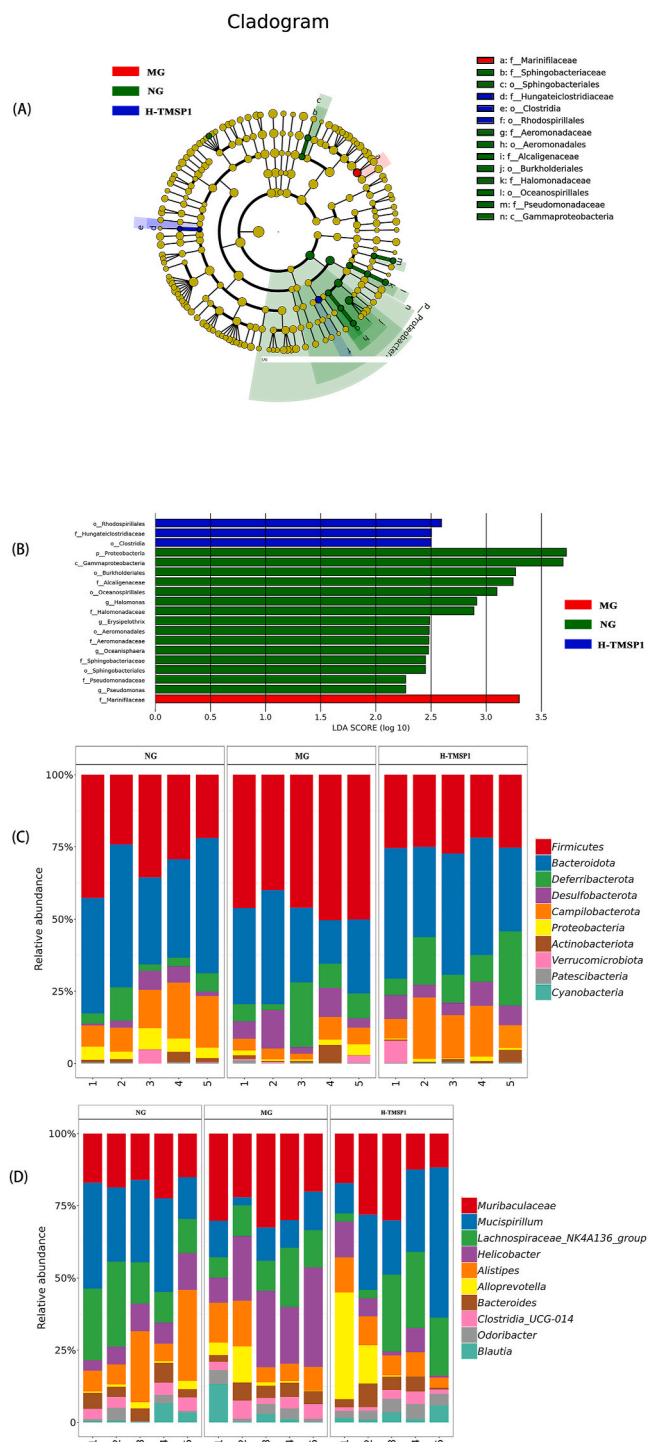 Cladogram
(A)
MG
NG
H-TMSP1
a: f__Marinifilaceae
b: f__Sphingobacteriaceae
c: o__Sphingobacteriales
d: f__Hungateiclostridiaceae
e: o__Clostridia
f: o__Rhodospirillales
g: f__Aeromonadaceae
h: o__Aeromonadales
i: f__Alcaligenaceae
j: o__Burkholderiales
k: f__Halomonadaceae
l: o__Oceanospirillales
m: f__Pseudomonadaceae
n: c__Gammaproteobacteria
c
b
a
e
d
m
n
h
p__Proteobacter
(B)
o__Rhodospirillales
f__Hungateiclostridiaceae
o__Clostridia
p__Proteobacteria
c__Gammaproteobacteria
o__Burkholderiales
f__Alcaligenaceae
o__Oceanospirillales
g__Halomonas
f__Halomonadaceae
g__Erysipelothrix
o__Aeromonadales
f__Aeromonadaceae
g__Oceanisphaera
f__Sphingobacteriaceae
o__Sphingobacteriales
f__Pseudomonadaceae
g__Pseudomonas
f__Marinifilaceae
0.0 0.5 1.0 1.5 2.0 2.5 3.0 3.5
LDA SCORE (log 10)
MG
NG
H-TMSP1
(C)
NG MG H-TMSP1
100%
75%
50%
25%
0
Relative abundance
1 2 3 4 5 1 2 3 4 5 1 2 3 4 5
Firmicutes
Bacteroidota
Deferribacterota
Desulfobacterota
Campilobacterota
Proteobacteria
Actinobacteriota
Verrucomicrobiota
Patescibacteria
Cyanobacteria
(D)
NG MG H-TMSP1
100%
75%
50%
25%
0
Relative abundance
Muribaculaceae
Mucispirillum
Lachnospiraceae_NK4A136_group
Helicobacter
Alistipes
Alloprevotella
Bacteroides
Clostridia_UCG-014
Odoribacter
Blautia